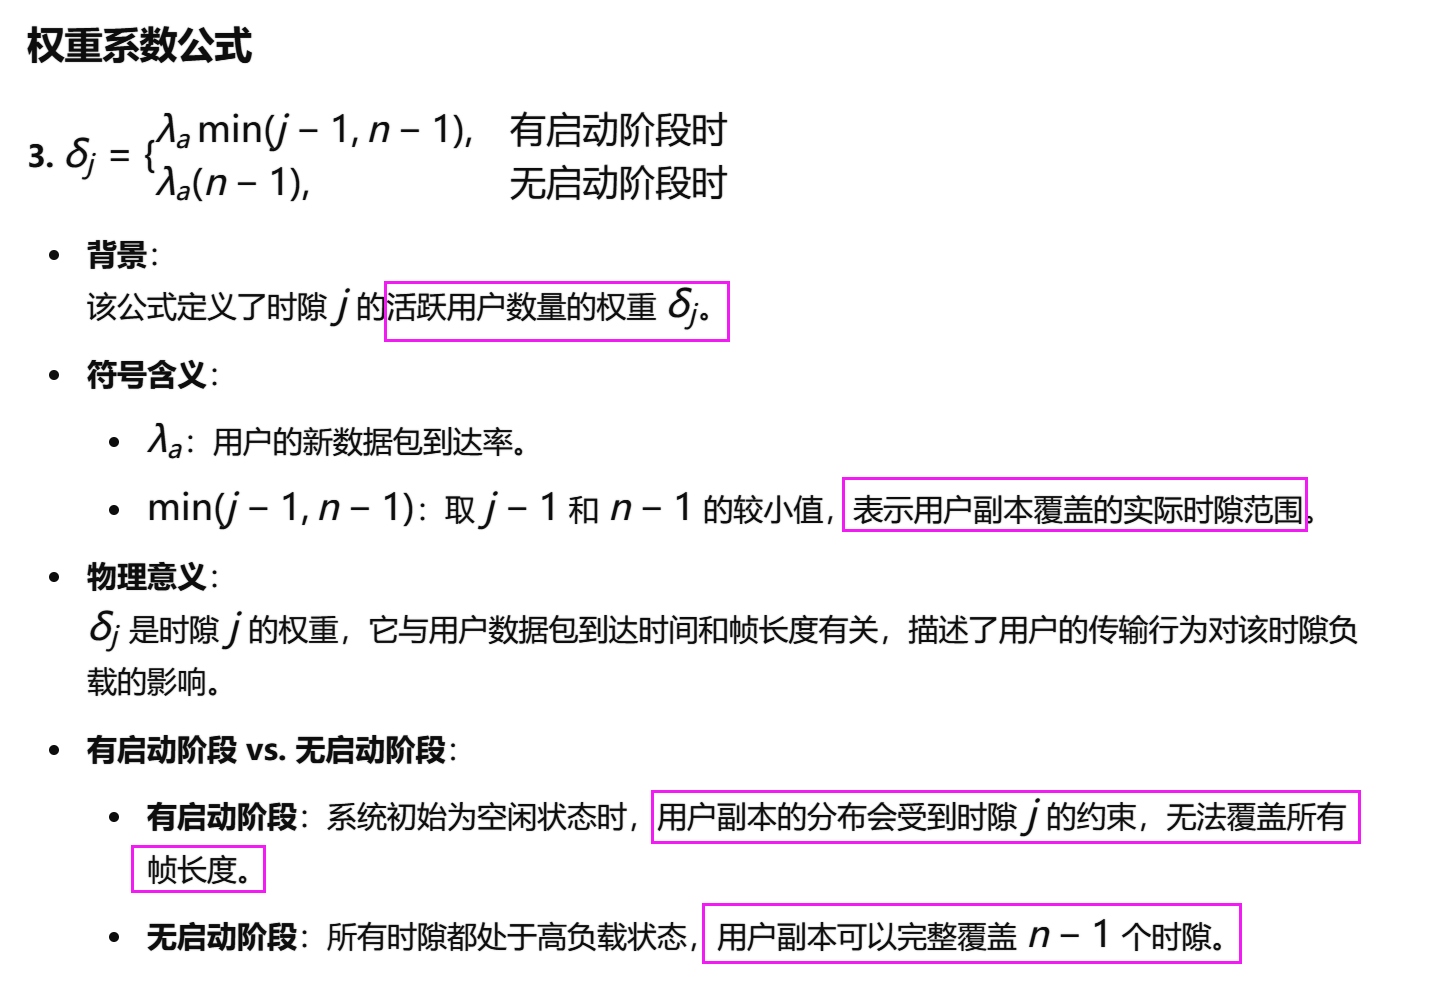 权重系数公式
3. δj = { λa min(j − 1, n − 1), 有启动阶段时
λa(n − 1), 无启动阶段时
• 背景：
该公式定义了时隙 j 的活跃用户数量的权重 δj。
• 符号含义：
• λa：用户的新数据包到达率。
• min(j − 1, n − 1)：取 j − 1 和 n − 1 的较小值，表示用户副本覆盖的实际时隙范围。
• 物理意义：
δj 是时隙 j 的权重，它与用户数据包到达时间和帧长度有关，描述了用户的传输行为对该时隙负
载的影响。
• 有启动阶段 vs. 无启动阶段：
• 有启动阶段：系统初始为空闲状态时，用户副本的分布会受到时隙 j 的约束，无法覆盖所有
帧长度。
• 无启动阶段：所有时隙都处于高负载状态，用户副本可以完整覆盖 n − 1 个时隙。